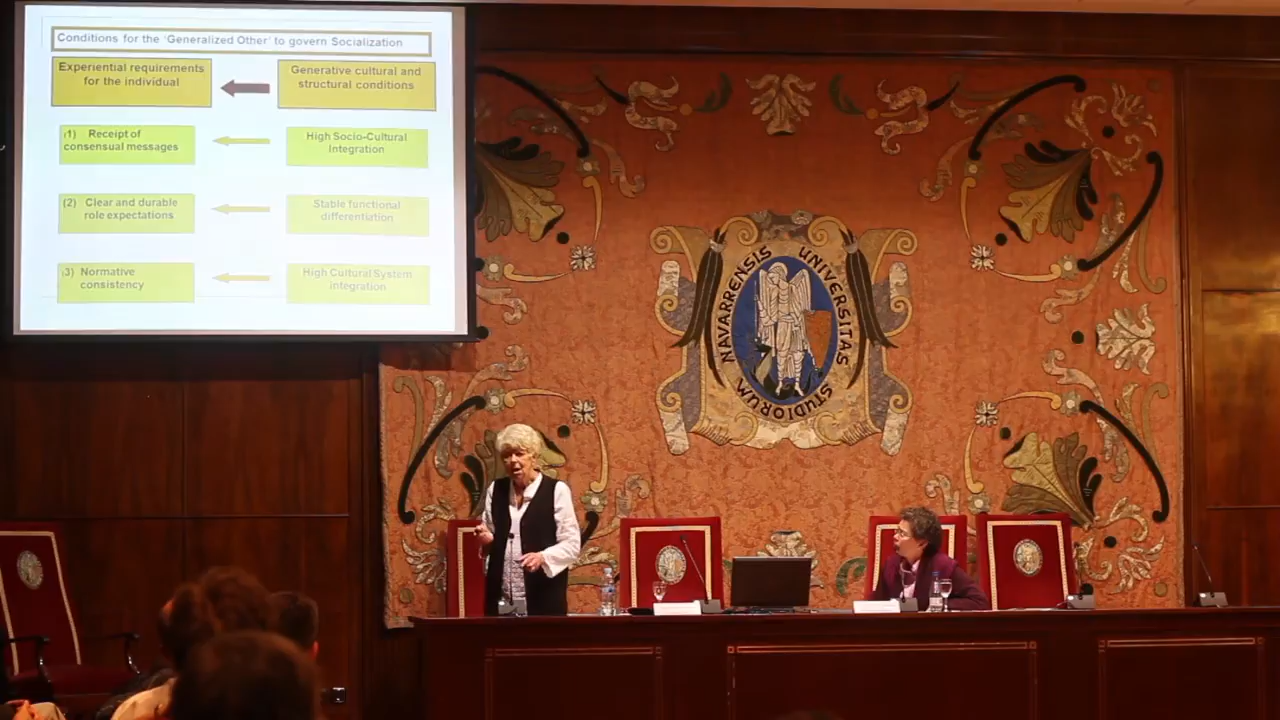 Conditions for the 'Generalized Other' to govern Socialization
Experiential requirements
for the individual
Generative cultural and
structural conditions
(1) Receipt of
consensual messages
High Socio-Cultural
Integration
(2) Clear and durable
role expectations
Stable functional
differentiation
(3) Normative
consistency
High Cultural System
integration
UNIVERSITAS
STUDIORUM
NAVARRENSIS